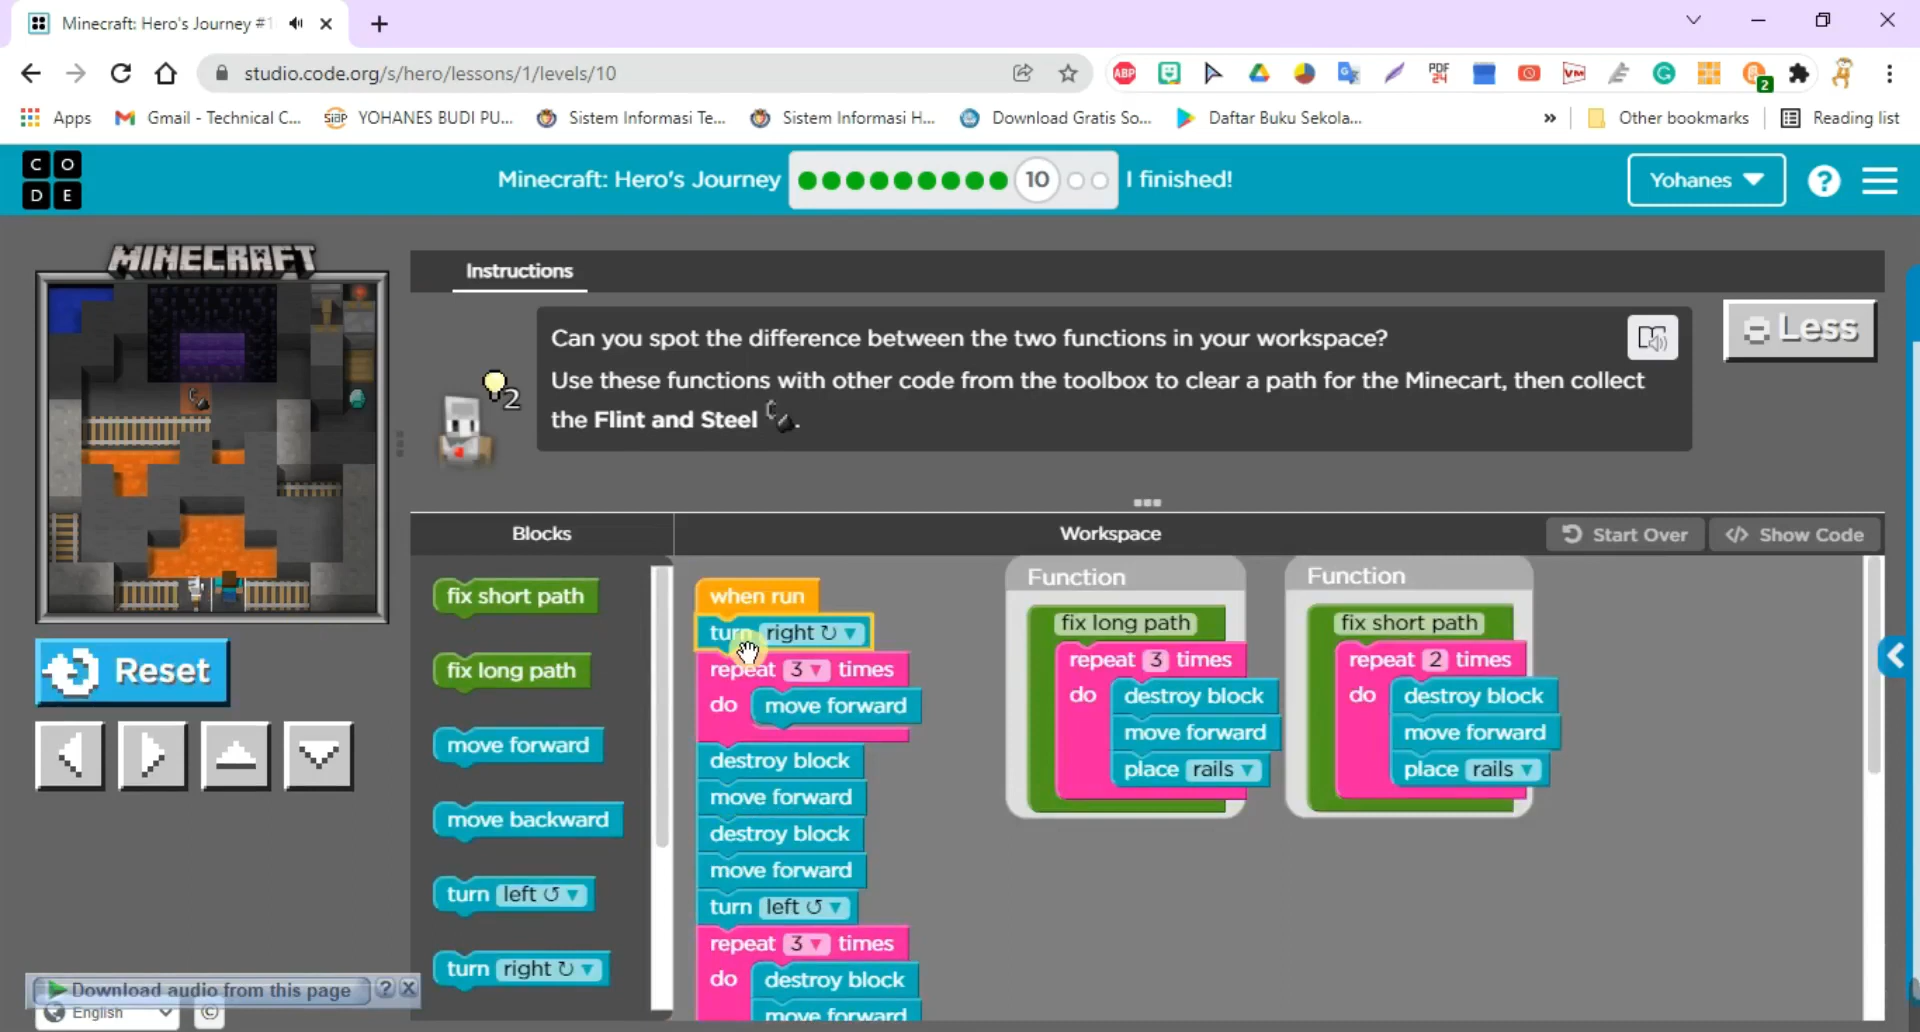 Minecraft: Hero's Journey #1
studio.code.org/s/hero/lessons/1/levels/10
ABP
PDF 24
VM
2
Apps
Gmail - Technical C...
SIAP
YOHANES BUDI PU...
Sistem Informasi Te...
Sistem Informasi H...
Download Gratis So...
Daftar Buku Sekola...
»
Other bookmarks
Reading list
C O
D E
Minecraft: Hero's Journey
10
I finished!
Yohanes
?
MINECRAFT
Instructions
2
Can you spot the difference between the two functions in your workspace?
Use these functions with other code from the toolbox to clear a path for the Minecart, then collect
the Flint and Steel .
Less
Reset
Blocks
Workspace
Start Over
</> Show Code
fix short path
fix long path
move forward
move backward
turn left ↺ ▼
turn right ↻ ▼
when run
turn right ↻ ▼
repeat 3 ▼ times
do move forward
destroy block
move forward
destroy block
move forward
turn left ↺ ▼
repeat 3 ▼ times
do destroy block
move forward
Function
fix long path
repeat 3 times
do destroy block
move forward
place rails ▼
Function
fix short path
repeat 2 times
do destroy block
move forward
place rails ▼
Download audio from this page ? X
English
©